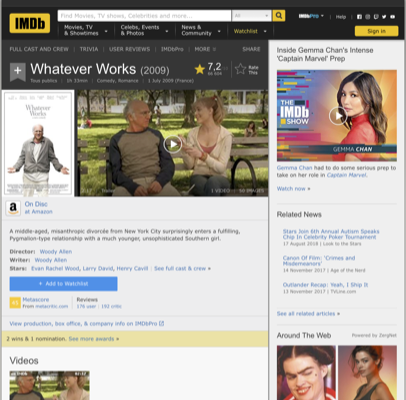 IMDb
Find Movies, TV shows, Celebrities and more...
All
IMDbPro
Help
Movies, TV
& Showtimes
Celebs, Events
& Photos
News &
Community
Watchlist
Sign in
FULL CAST AND CREW | TRIVIA | USER REVIEWS | IMDbPro | MORE
SHARE
Whatever Works (2009)
7,2
Rate
This
Tous publics | 1h 33min | Comedy, Romance | 1 July 2009 (France)
Whatever
Works
1 VIDEO
50 IMAGES
a
On Disc
at Amazon
A middle-aged, misanthropic divorcée from New York City surprisingly enters a fulfilling,
Pygmalion-type relationship with a much younger, unsophisticated Southern girl.
Director: Woody Allen
Writer: Woody Allen
Stars: Evan Rachel Wood, Larry David, Henry Cavill | See full cast & crew »
+ Add to Watchlist
Metascore
From metacritic.com
Reviews
176 user | 192 critic
View production, box office, & company info on IMDbPro
2 wins & 1 nomination. See more awards »
Videos
Inside Gemma Chan's Intense
'Captain Marvel' Prep
THE
IMDb
SHOW
GEMMA CHAN
Gemma Chan had to do some serious prep to
take on her role in Captain Marvel.
Watch now »
Related News
Stars Join 6th Annual Autism Speaks
Chip In Celebrity Poker Tournament
17 August 2018 | Look to the Stars
Canon Of Film: 'Crimes and
Misdemeanors'
14 November 2017 | Age of the Nerd
Outlander Recap: Yeah, I Ship It
13 November 2017 | TVLine.com
See all related articles »
Around The Web
Powered by ZergNet